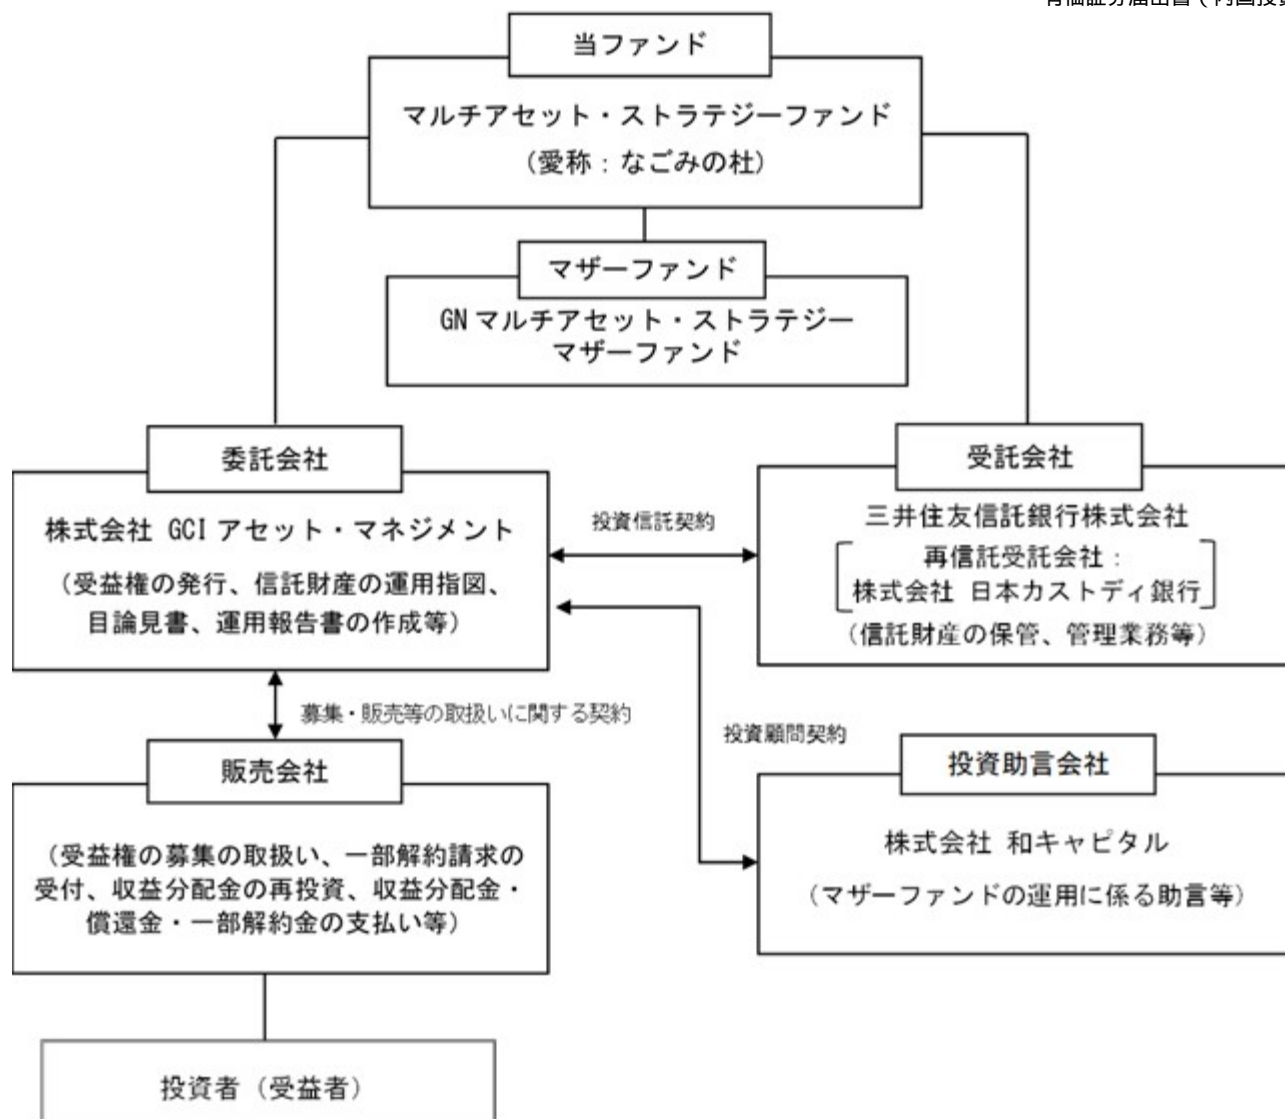 有価証券届出書(内国投資
当ファンド
マルチアセット・ストラテジーファンド
(愛称:なごみの杜)
マザーファンド
GN マルチアセット・ストラテジー
マザーファンド
委託会社
株式会社 GCI アセット・マネジメント
(受益権の発行、信託財産の運用指図、
目論見書、運用報告書の作成等)
投資信託契約
受託会社
三井住友信託銀行株式会社
再信託受託会社:
株式会社 日本カストディ銀行
(信託財産の保管、管理業務等)
募集・販売等の取扱いに関する契約
投資顧問契約
販売会社
(受益権の募集の取扱い、一部解約請求の
受付、収益分配金の再投資、収益分配金・
償還金・一部解約金の支払い等)
投資助言会社
株式会社 和キャピタル
(マザーファンドの運用に係る助言等)
投資者(受益者)